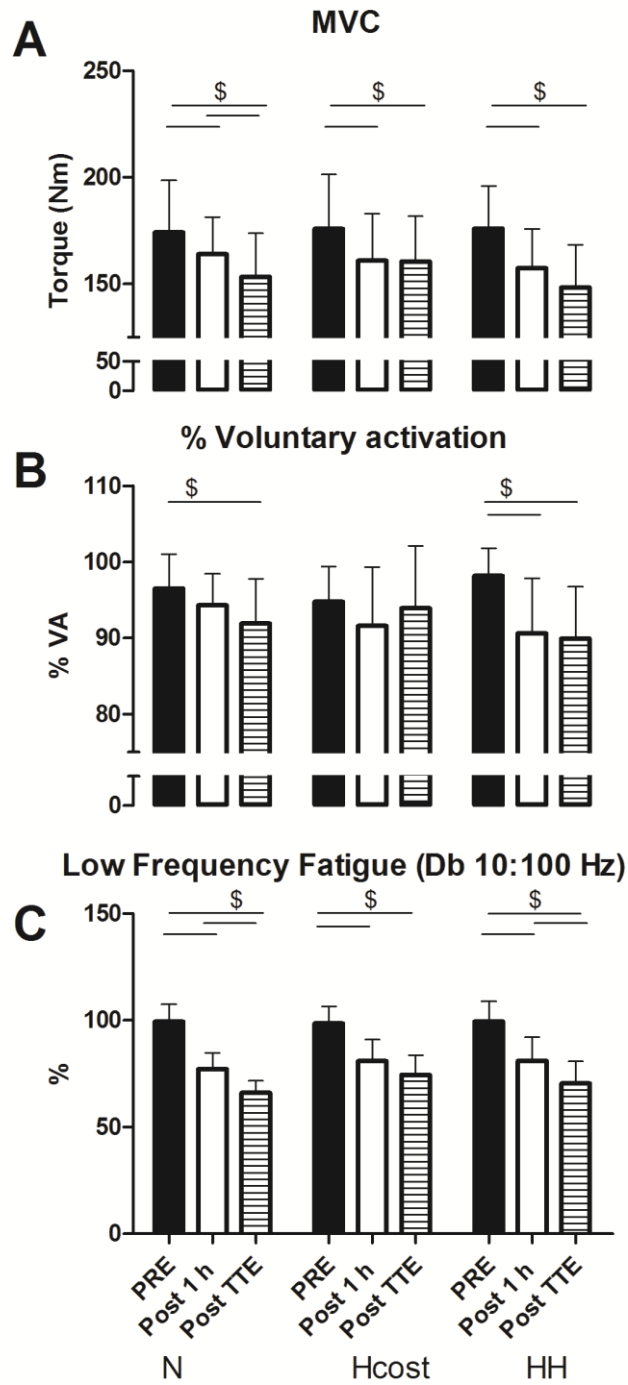 MVC
A
250
$ $ $
200
Torque (Nm)
150
50
0
% Voluntary activation
B
110
$ $
100
% VA
90
80
0
Low Frequency Fatigue (Db 10:100 Hz)
C
150
$ $ $
100
%
50
0
PRE Post 1 h Post TTE PRE Post 1 h Post TTE PRE Post 1 h Post TTE
N Hcost HH